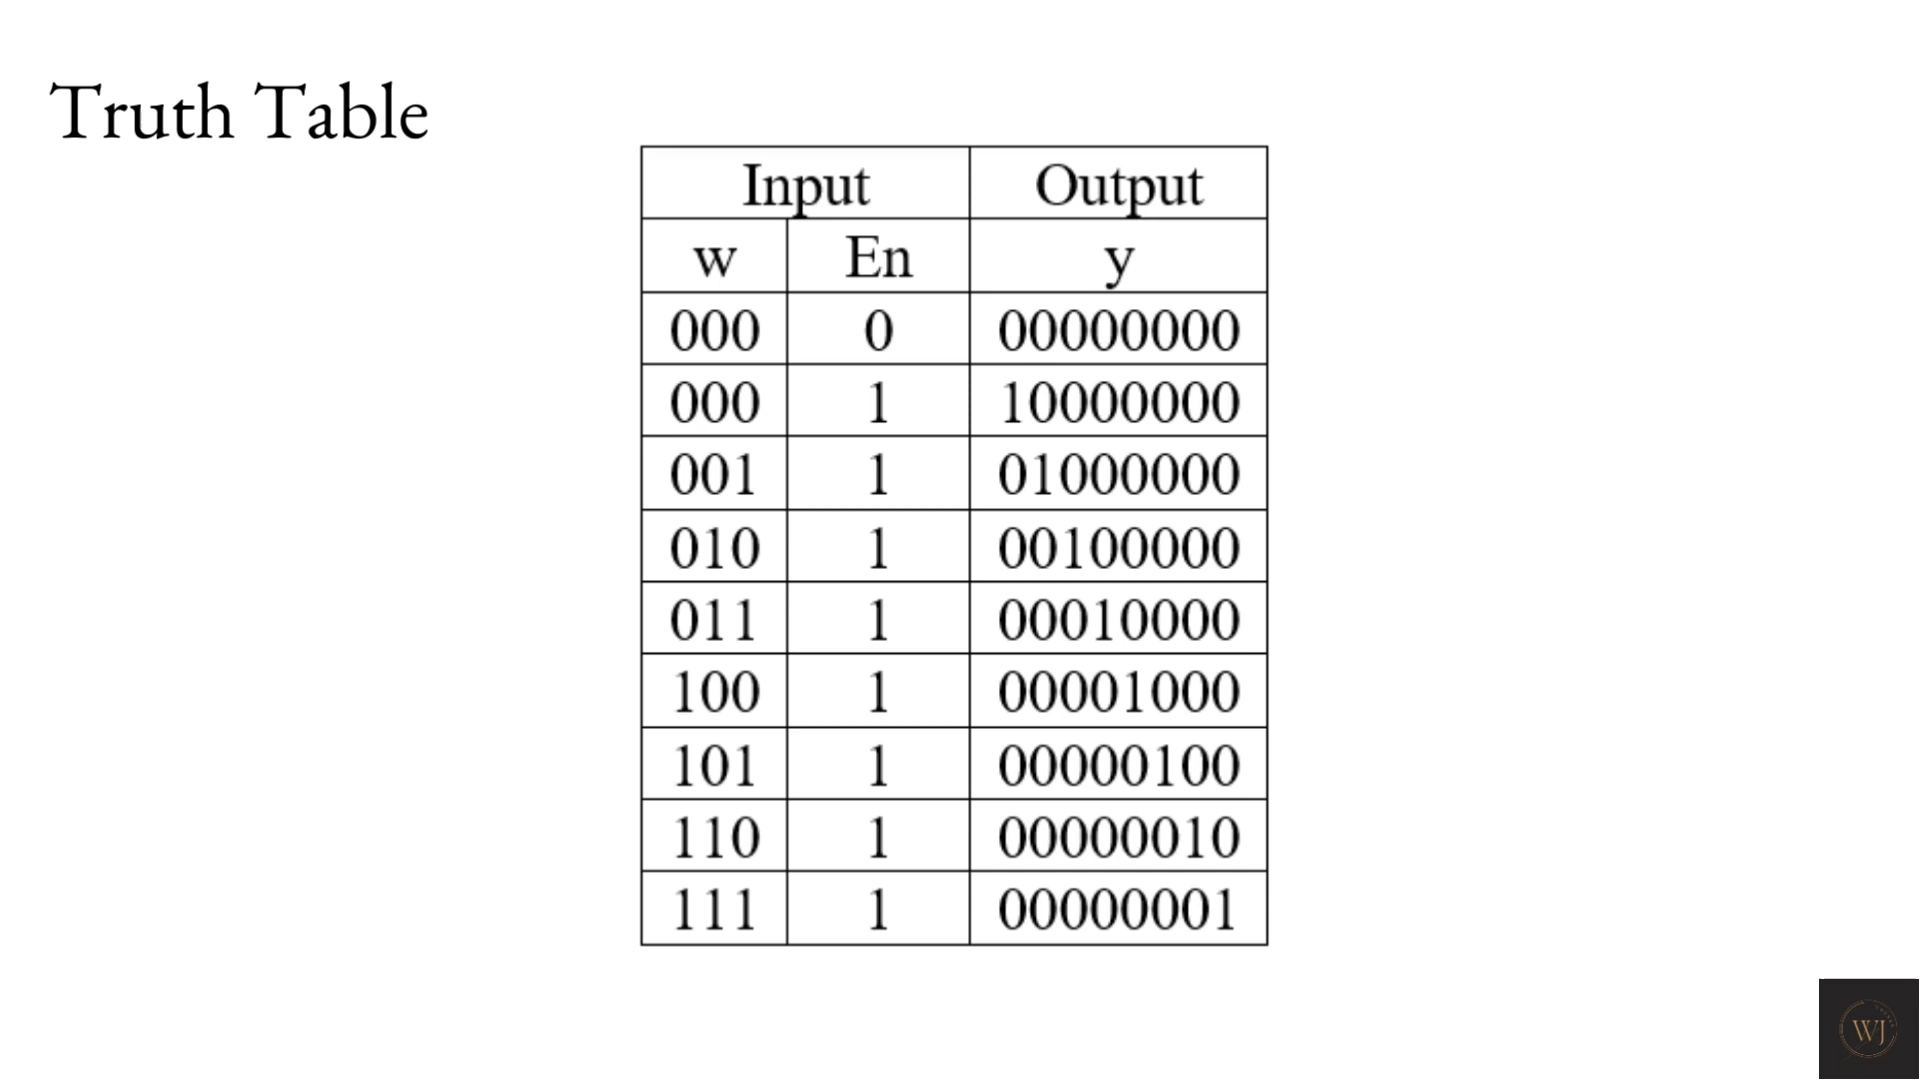 Truth Table
Input Output
w En y
000 0 00000000
000 1 10000000
001 1 01000000
010 1 00100000
011 1 00010000
100 1 00001000
101 1 00000100
110 1 00000010
111 1 00000001
WJ